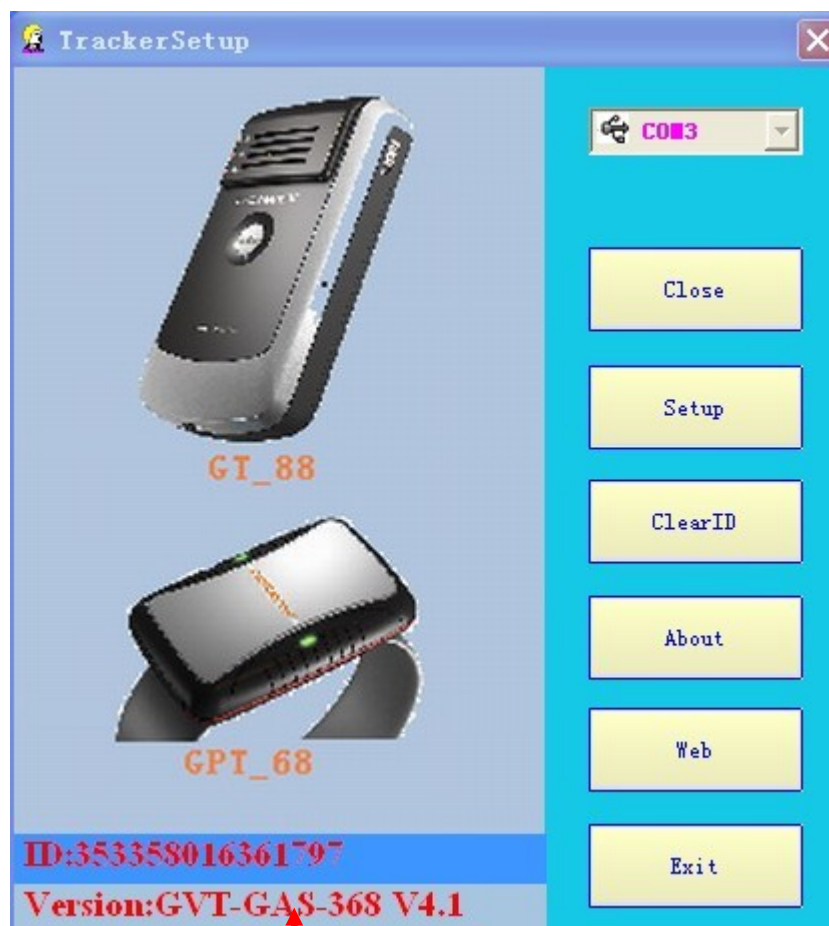 TrackerSetup
COM3
Close
Setup
GT_88
ClearID
About
Web
GPT_68
ID:353358016361797
Exit
Version:GVT-GAS-368 V4.1